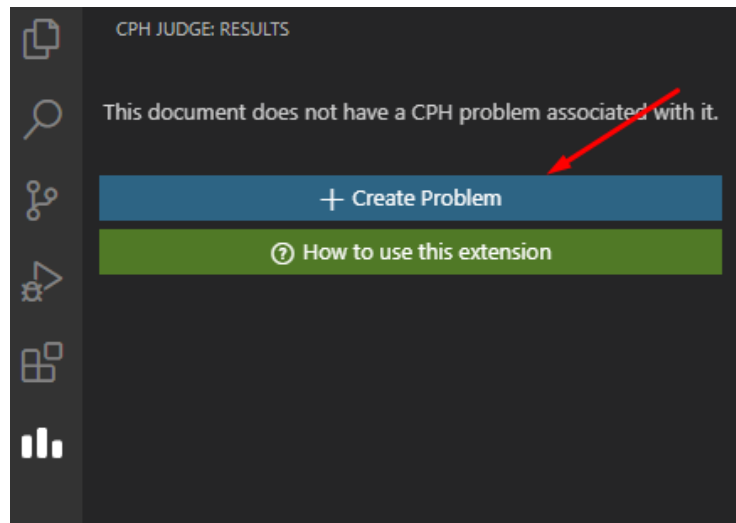 CPH JUDGE: RESULTS
This document does not have a CPH problem associated with it.
+ Create Problem
How to use this extension